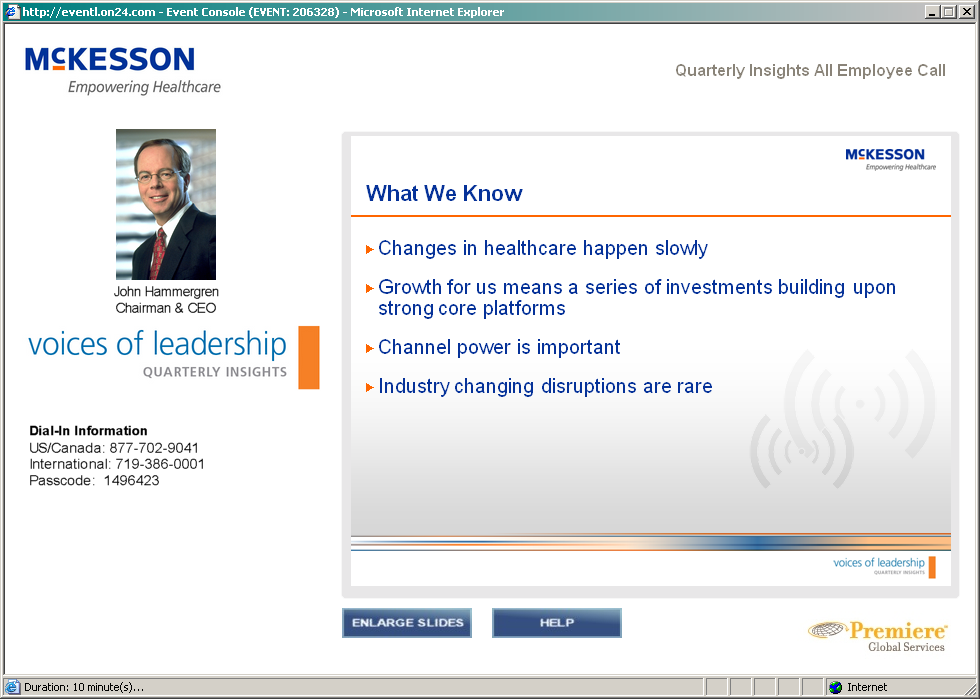 http://event1.on24.com - Event Console (EVENT: 206328) - Microsoft Internet Explorer
McKESSON
Empowering Healthcare
Quarterly Insights All Employee Call
John Hammergren
Chairman & CEO
voices of leadership
QUARTERLY INSIGHTS
Dial-In Information
US/Canada: 877-702-9041
International: 719-386-0001
Passcode: 1496423
McKESSON
Empowering Healthcare
What We Know
Changes in healthcare happen slowly
Growth for us means a series of investments building upon
strong core platforms
Channel power is important
Industry changing disruptions are rare
voices of leadership
QUARTERLY INSIGHTS
ENLARGE SLIDES
HELP
Premiere
Global Services
Duration: 10 minute(s)...
Internet